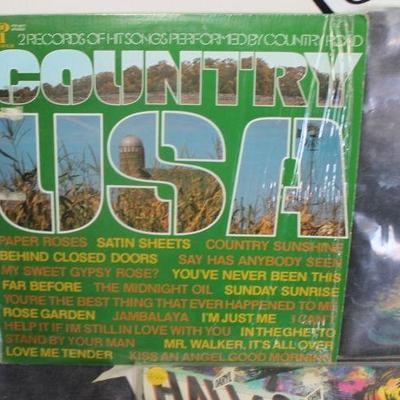 2 RECORDS OF HIT SONGS PERFORMED BY COUNTRY ROAD
COUNTRY
USA
PAPER ROSES SATIN SHEETS COUNTRY SUNSHINE
BEHIND CLOSED DOORS SAY HAS ANYBODY SEEN
MY SWEET GYPSY ROSE? YOU'VE NEVER BEEN THIS
FAR BEFORE THE MIDNIGHT OIL SUNDAY SUNRISE
YOU'RE THE BEST THING THAT EVER HAPPENED TO ME
ROSE GARDEN JAMBALAYA I'M JUST ME I CAN'T
HELP IT IF I'M STILL IN LOVE WITH YOU IN THE GHETTO
STAND BY YOUR MAN MR. WALKER, IT'S ALL OVER
LOVE ME TENDER KISS AN ANGEL GOOD MORNING
DARYL
HALL